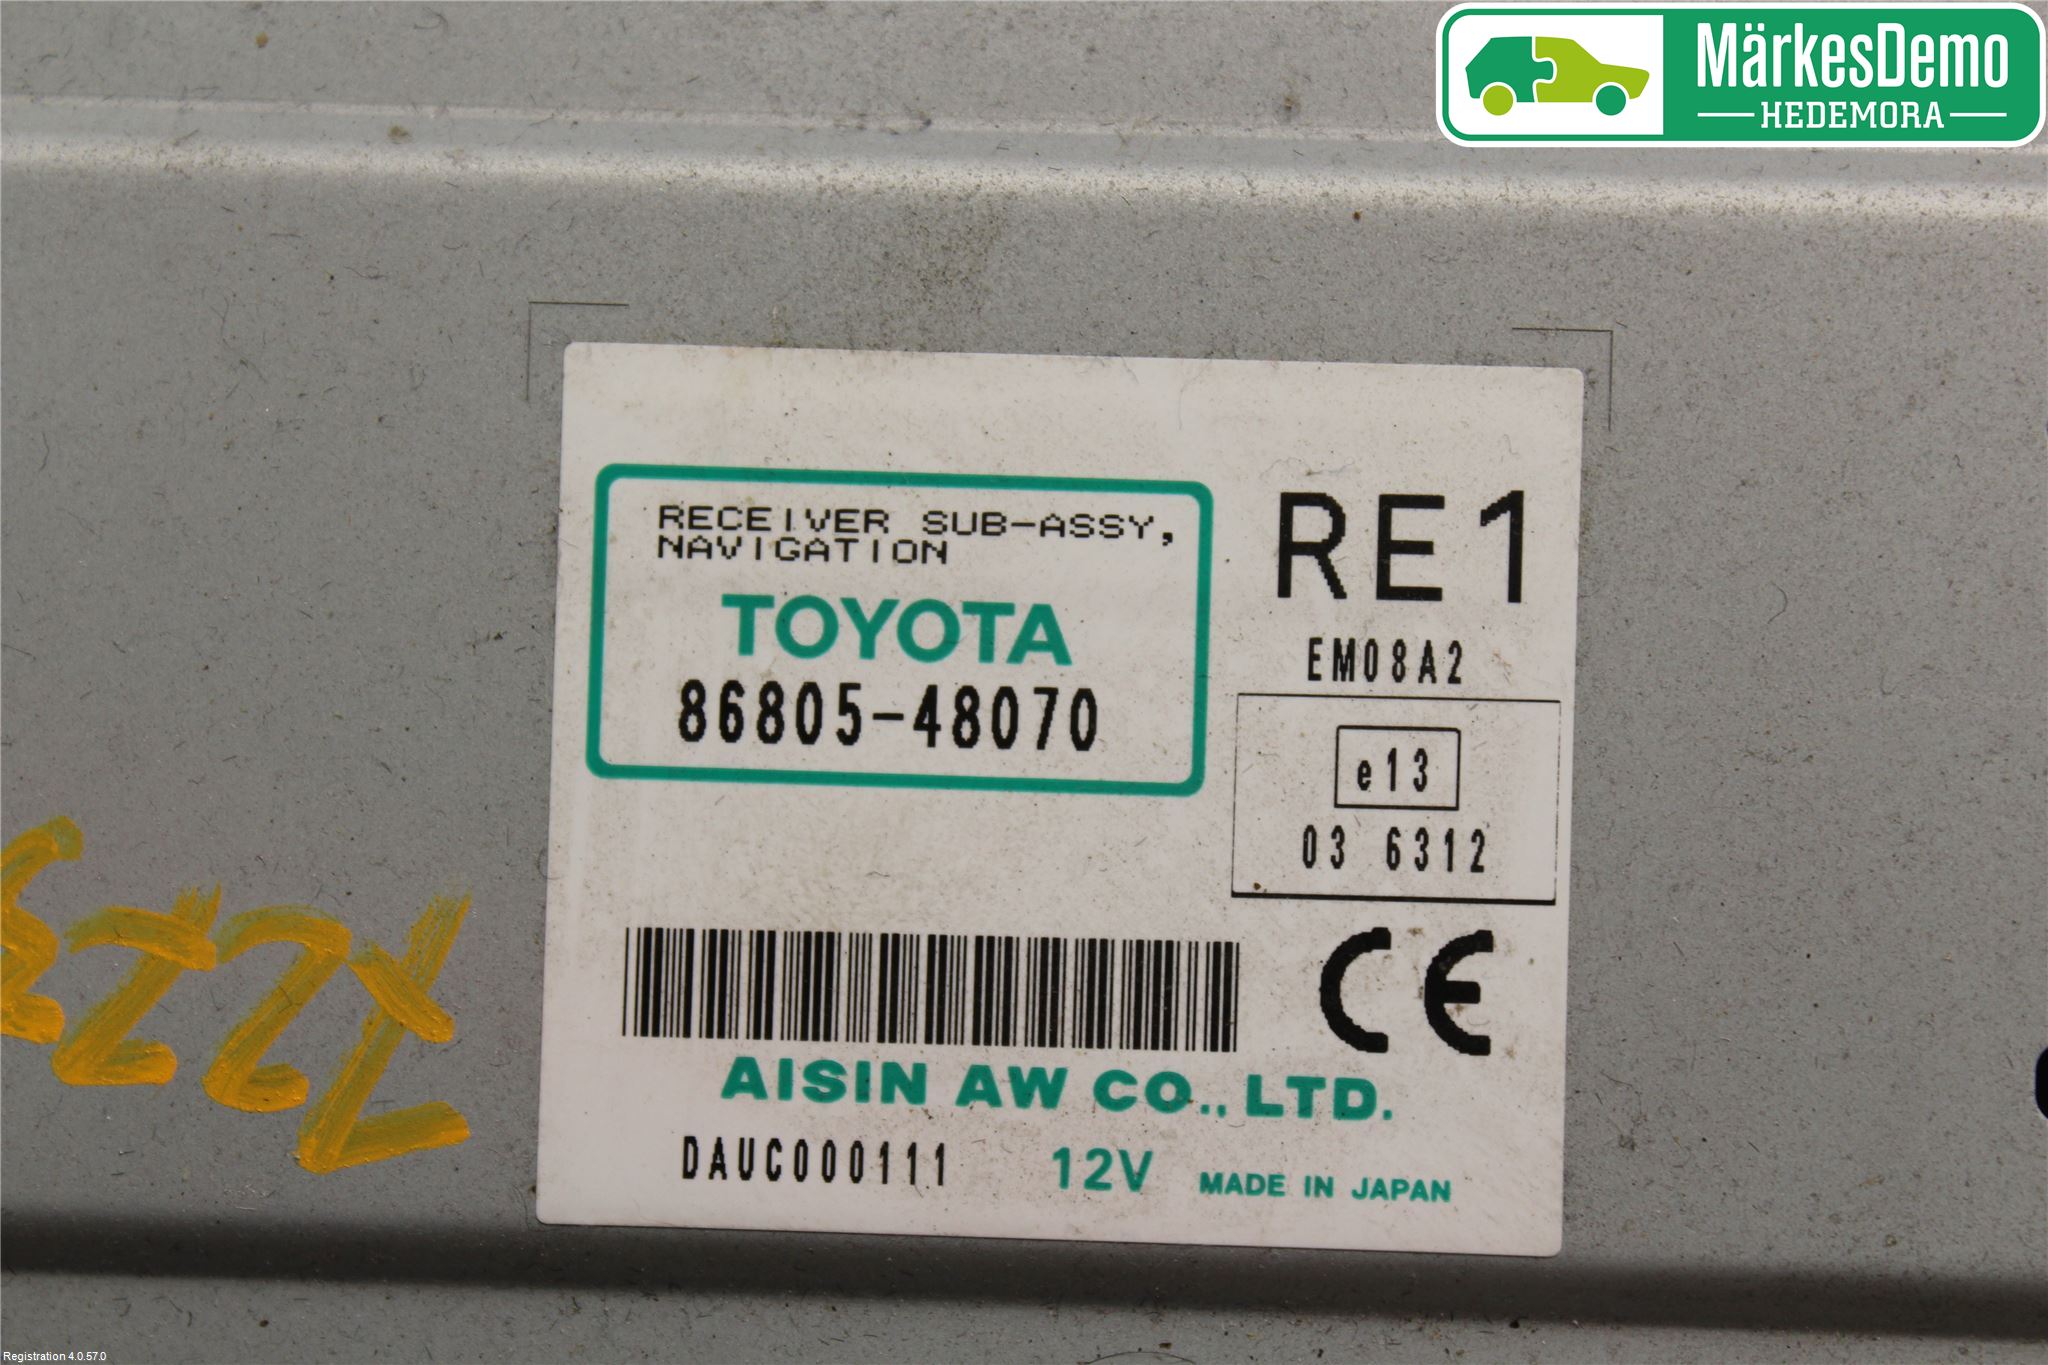 MärkesDemo
HEDEMORA
RECEIVER SUB-ASSY,
NAVIGATION
TOYOTA
86805-48070
RE1
EM08A2
e13
03 6312
CE
AISIN AW CO., LTD.
DAUC000111 12V MADE IN JAPAN
Registration 4.0.57.0